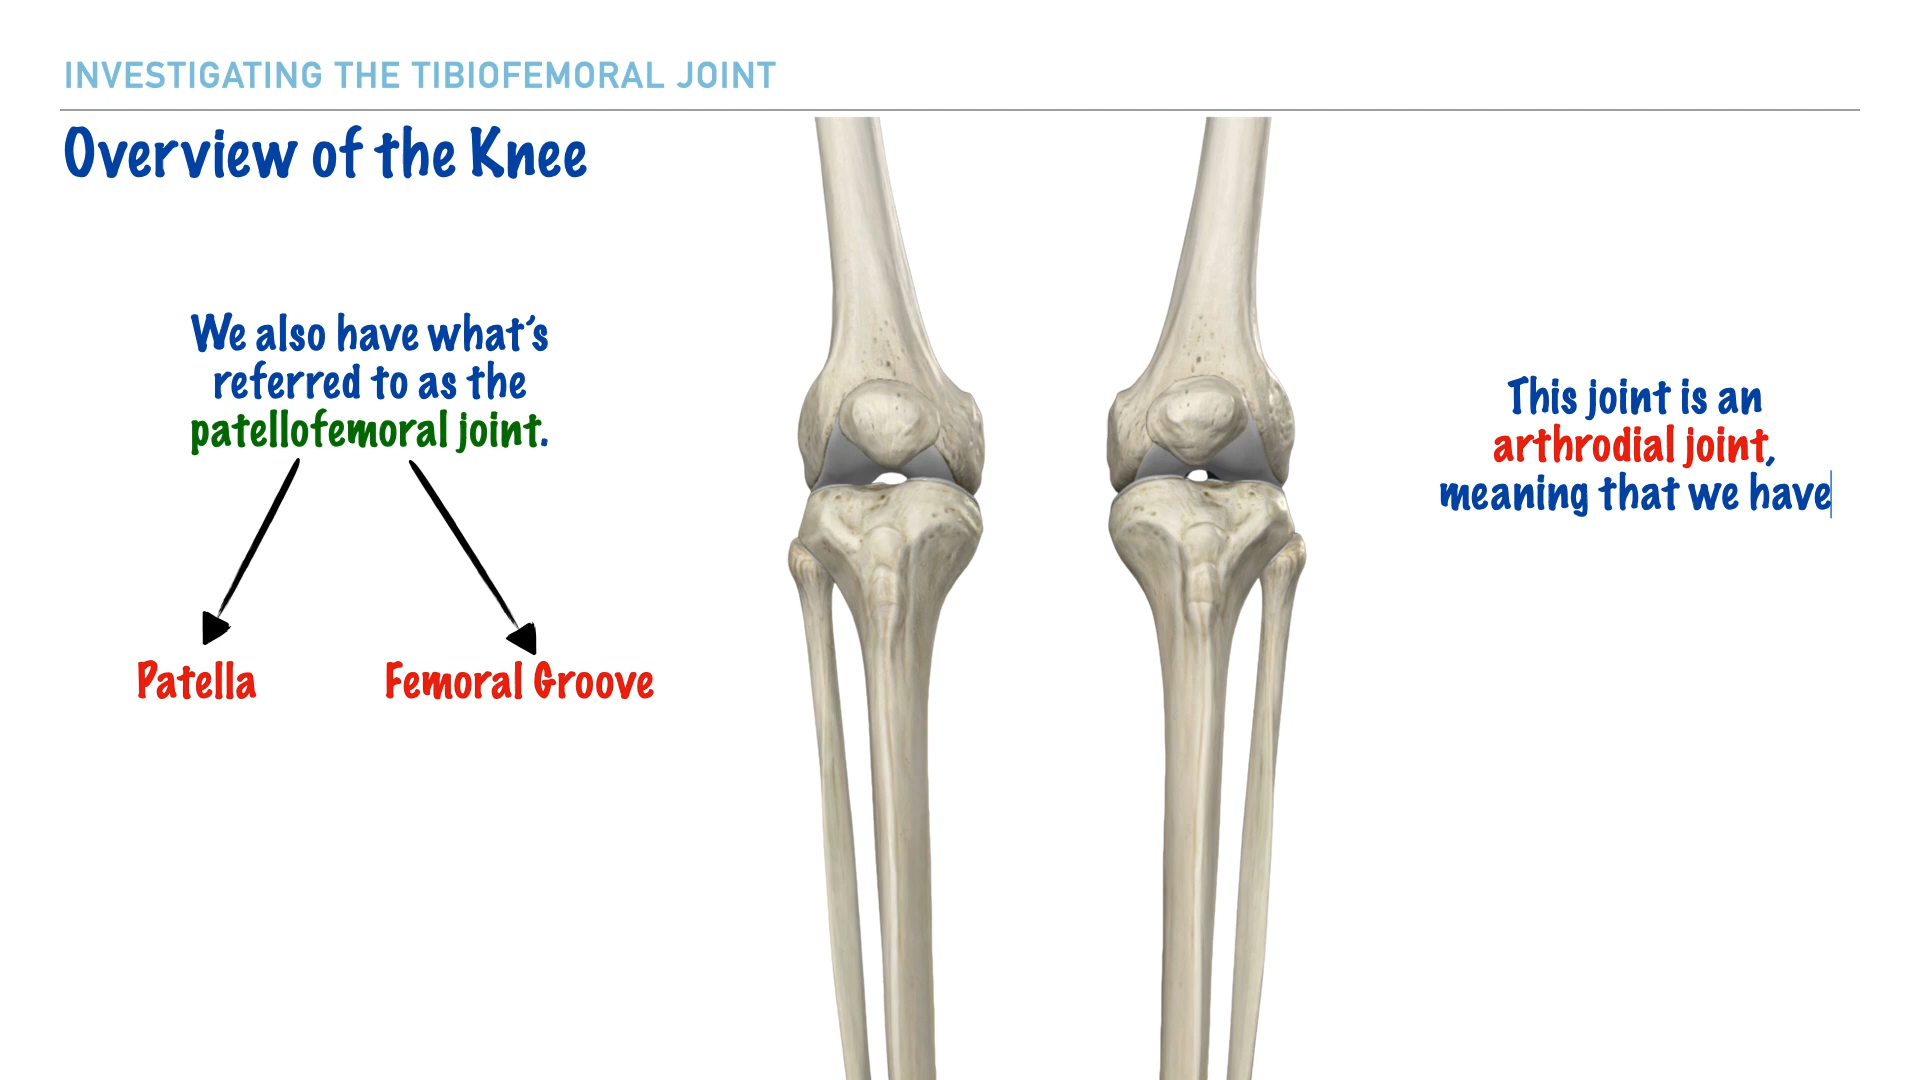 INVESTIGATING THE TIBIOFEMORAL JOINT
Overview of the Knee
We also have what's
referred to as the
patellofemoral joint.
Patella
Femoral Groove
This joint is an
arthrodial joint,
meaning that we have